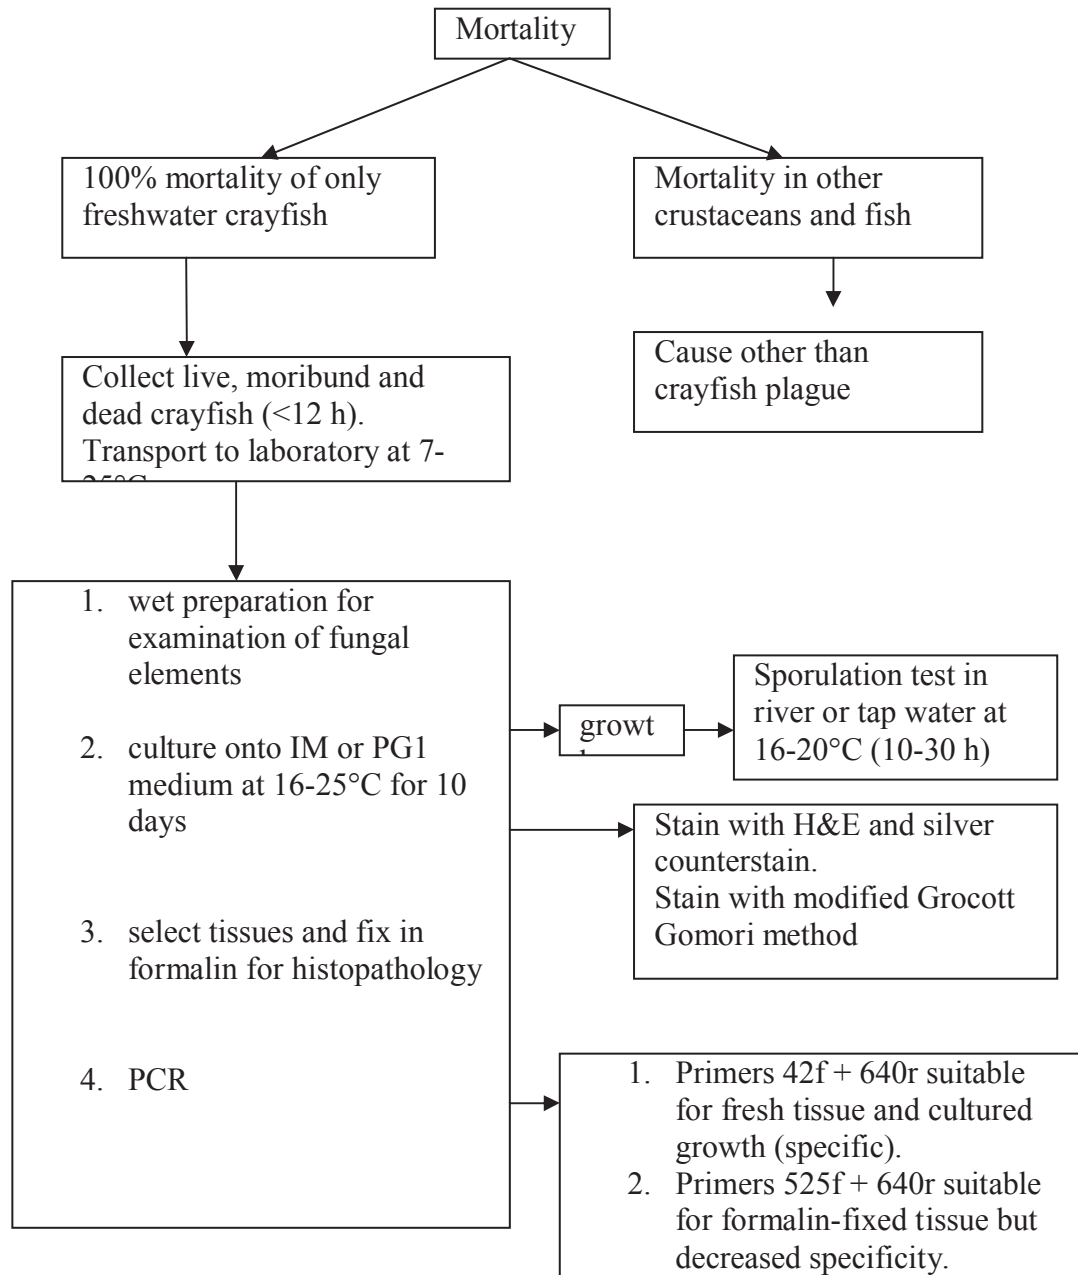 Mortality
100% mortality of only
freshwater crayfish
Mortality in other
crustaceans and fish
Collect live, moribund and
dead crayfish (<12 h).
Transport to laboratory at 7-
25°C
Cause other than
crayfish plague
1. wet preparation for
examination of fungal
elements
2. culture onto IM or PG1
medium at 16-25°C for 10
days
3. select tissues and fix in
formalin for histopathology
4. PCR
growt
Sporulation test in
river or tap water at
16-20°C (10-30 h)
Stain with H&E and silver
counterstain.
Stain with modified Grocott
Gomori method
1. Primers 42f + 640r suitable
for fresh tissue and cultured
growth (specific).
2. Primers 525f + 640r suitable
for formalin-fixed tissue but
decreased specificity.